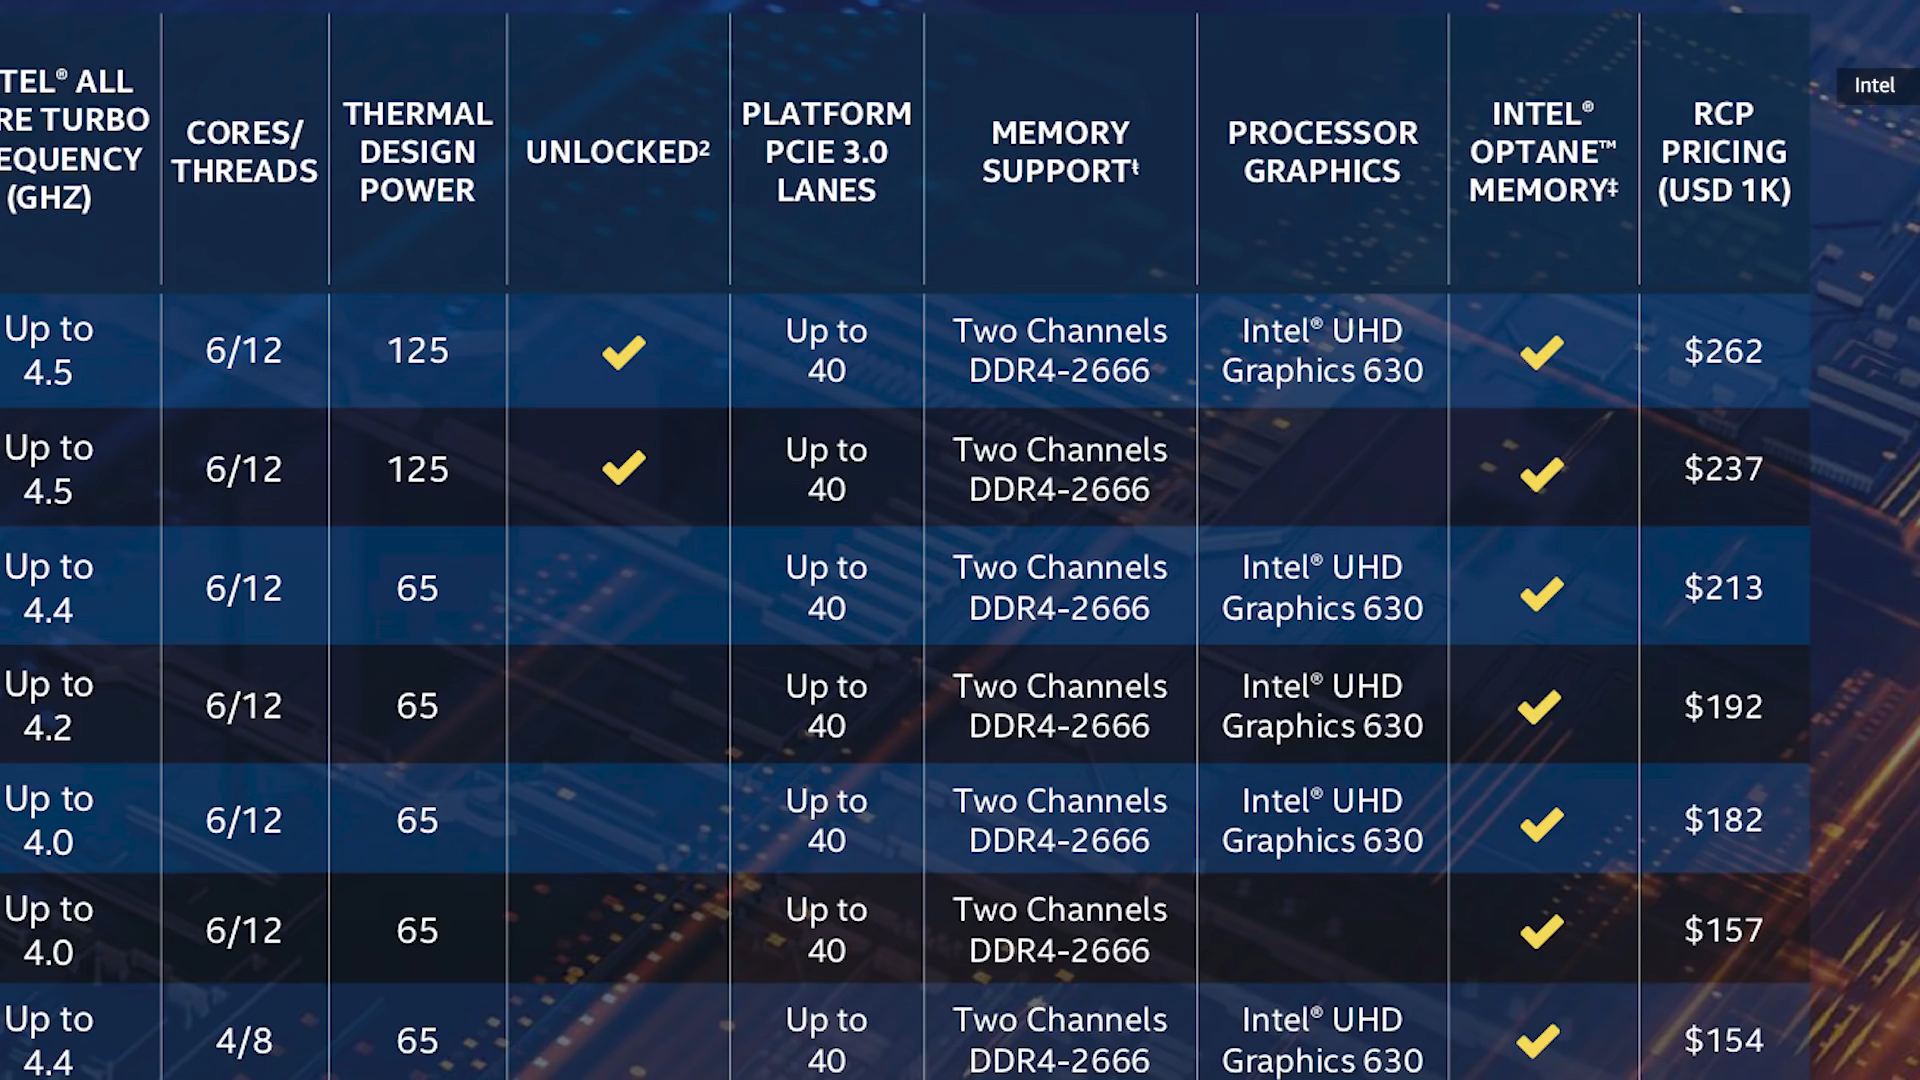 TEL® ALL
RE TURBO
EQUENCY
(GHZ)
CORES/
THREADS
THERMAL
DESIGN
POWER
UNLOCKED²
PLATFORM
PCIE 3.0
LANES
MEMORY
SUPPORTŧ
PROCESSOR
GRAPHICS
INTEL®
OPTANE™
MEMORY‡
RCP
PRICING
(USD 1K)
Intel
Up to
4.5
6/12
125
Up to
40
Two Channels
DDR4-2666
Intel® UHD
Graphics 630
$262
Up to
4.5
6/12
125
Up to
40
Two Channels
DDR4-2666
$237
Up to
4.4
6/12
65
Up to
40
Two Channels
DDR4-2666
Intel® UHD
Graphics 630
$213
Up to
4.2
6/12
65
Up to
40
Two Channels
DDR4-2666
Intel® UHD
Graphics 630
$192
Up to
4.0
6/12
65
Up to
40
Two Channels
DDR4-2666
Intel® UHD
Graphics 630
$182
Up to
4.0
6/12
65
Up to
40
Two Channels
DDR4-2666
$157
Up to
4.4
4/8
65
Up to
40
Two Channels
DDR4-2666
Intel® UHD
Graphics 630
$154